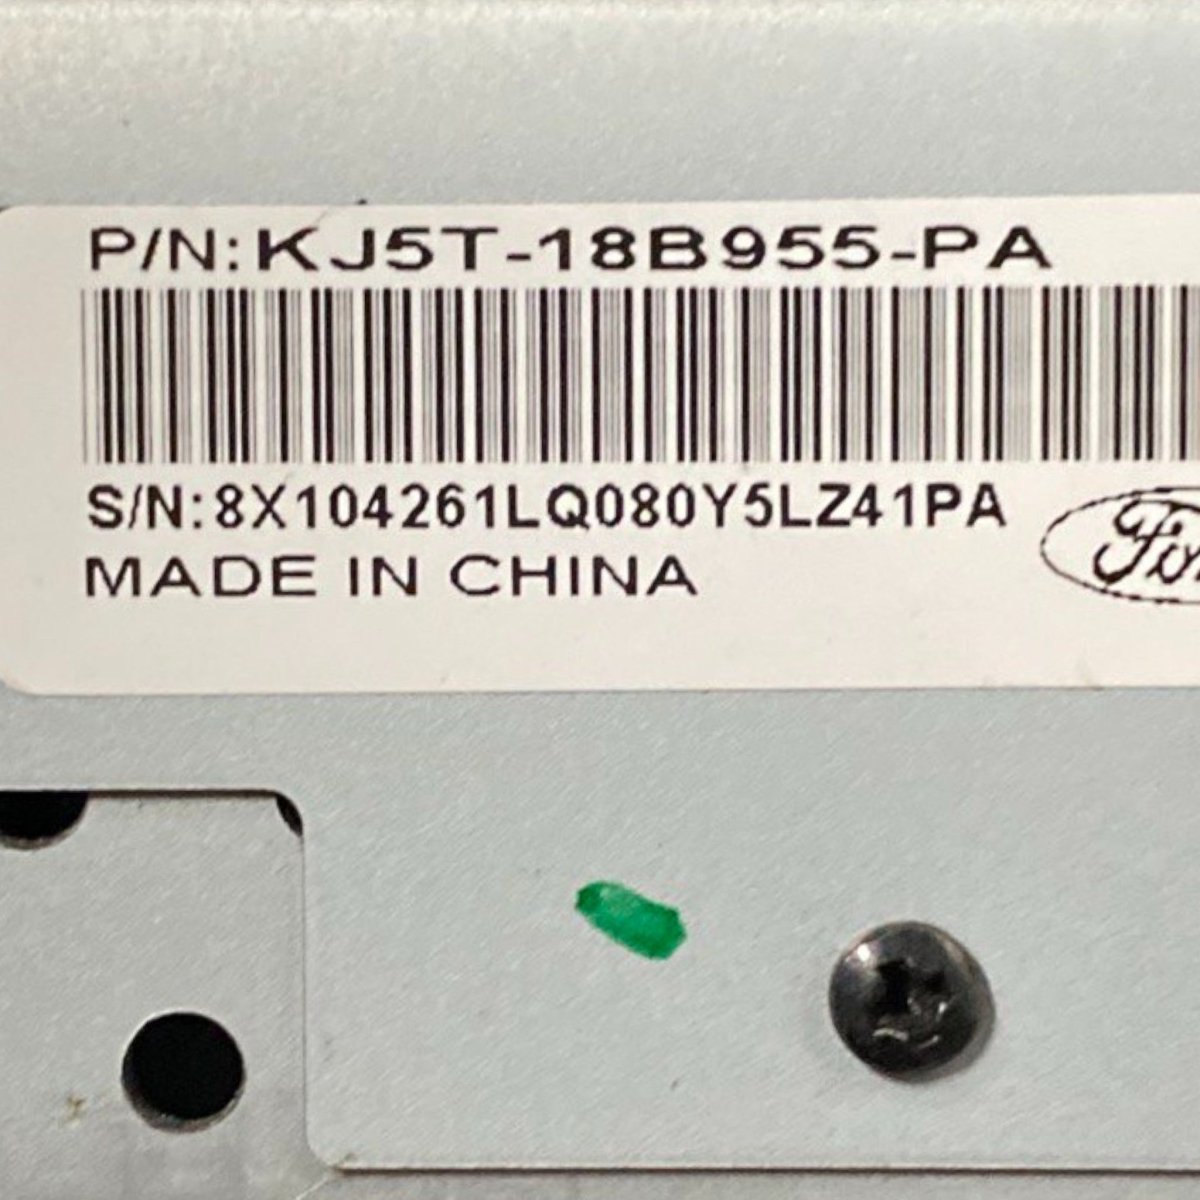 P/N:KJ5T-18B955-PA
S/N:8X104261LQ080Y5LZ41PA
MADE IN CHINA